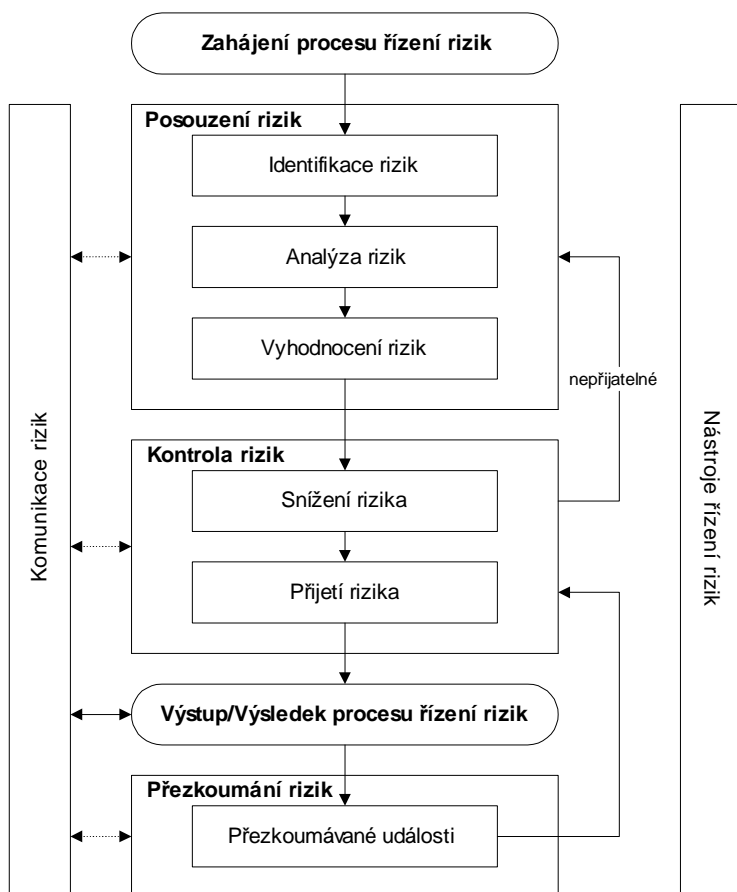 Zahájení procesu řízení rizik
Posouzení rizik
Identifikace rizik
Analýza rizik
Vyhodnocení rizik
nepřijatelné
Kontrola rizik
Snížení rizika
Přijetí rizika
Výstup/Výsledek procesu řízení rizik
Přezkoumání rizik
Přezkoumávané události
Komunikace rizik
Nástroje řízení rizik